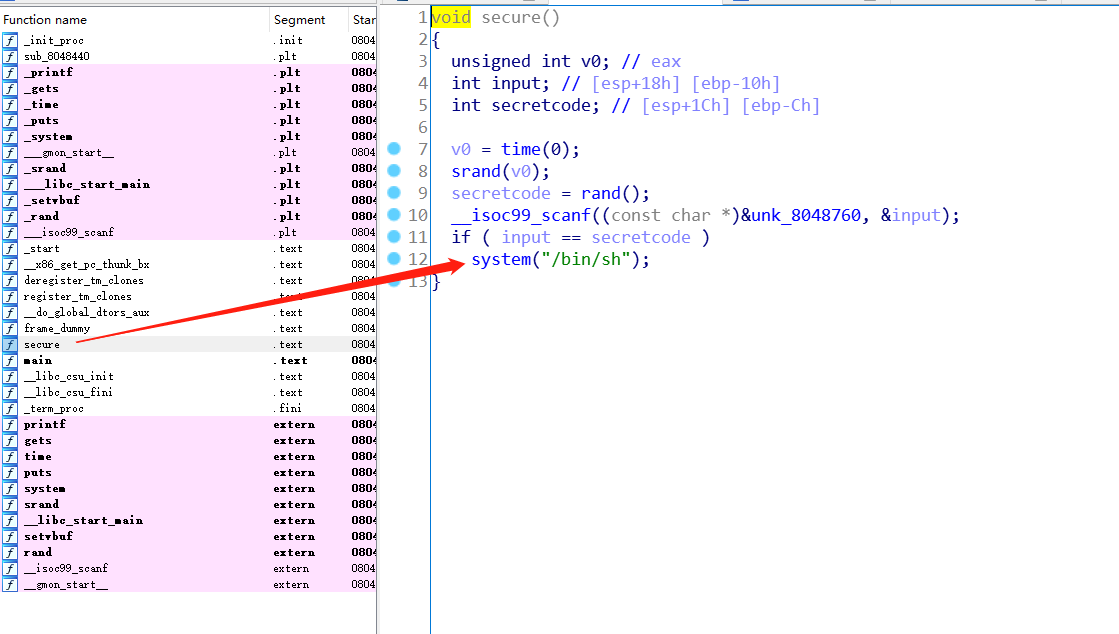 Function name Segment Star
f _init_proc .init 0804
f sub_8048440 .plt 0804
f _printf .plt 0804
f _gets .plt 0804
f _time .plt 0804
f _puts .plt 0804
f _system .plt 0804
f ___gmon_start__ .plt 0804
f _srand .plt 0804
f ___libc_start_main .plt 0804
f _setvbuf .plt 0804
f _rand .plt 0804
f ___isoc99_scanf .plt 0804
f _start .text 0804
f __x86_get_pc_thunk_bx .text 0804
f deregister_tm_clones .text 0804
f register_tm_clones .text 0804
f __do_global_dtors_aux .text 0804
f frame_dummy .text 0804
f secure .text 0804
f main .text 0804
f __libc_csu_init .text 0804
f __libc_csu_fini .text 0804
f _term_proc .fini 0804
f printf extern 0804
f gets extern 0804
f time extern 0804
f puts extern 0804
f system extern 0804
f srand extern 0804
f __libc_start_main extern 0804
f setvbuf extern 0804
f rand extern 0804
f __isoc99_scanf extern 0804
f __gmon_start__ extern 0804
1 void secure()
2 {
3 unsigned int v0; // eax
4 int input; // [esp+18h] [ebp-10h]
5 int secretcode; // [esp+1Ch] [ebp-Ch]
6
7 v0 = time(0);
8 srand(v0);
9 secretcode = rand();
10 __isoc99_scanf((const char *)&unk_8048760, &input);
11 if ( input == secretcode )
12 system("/bin/sh");
13 }